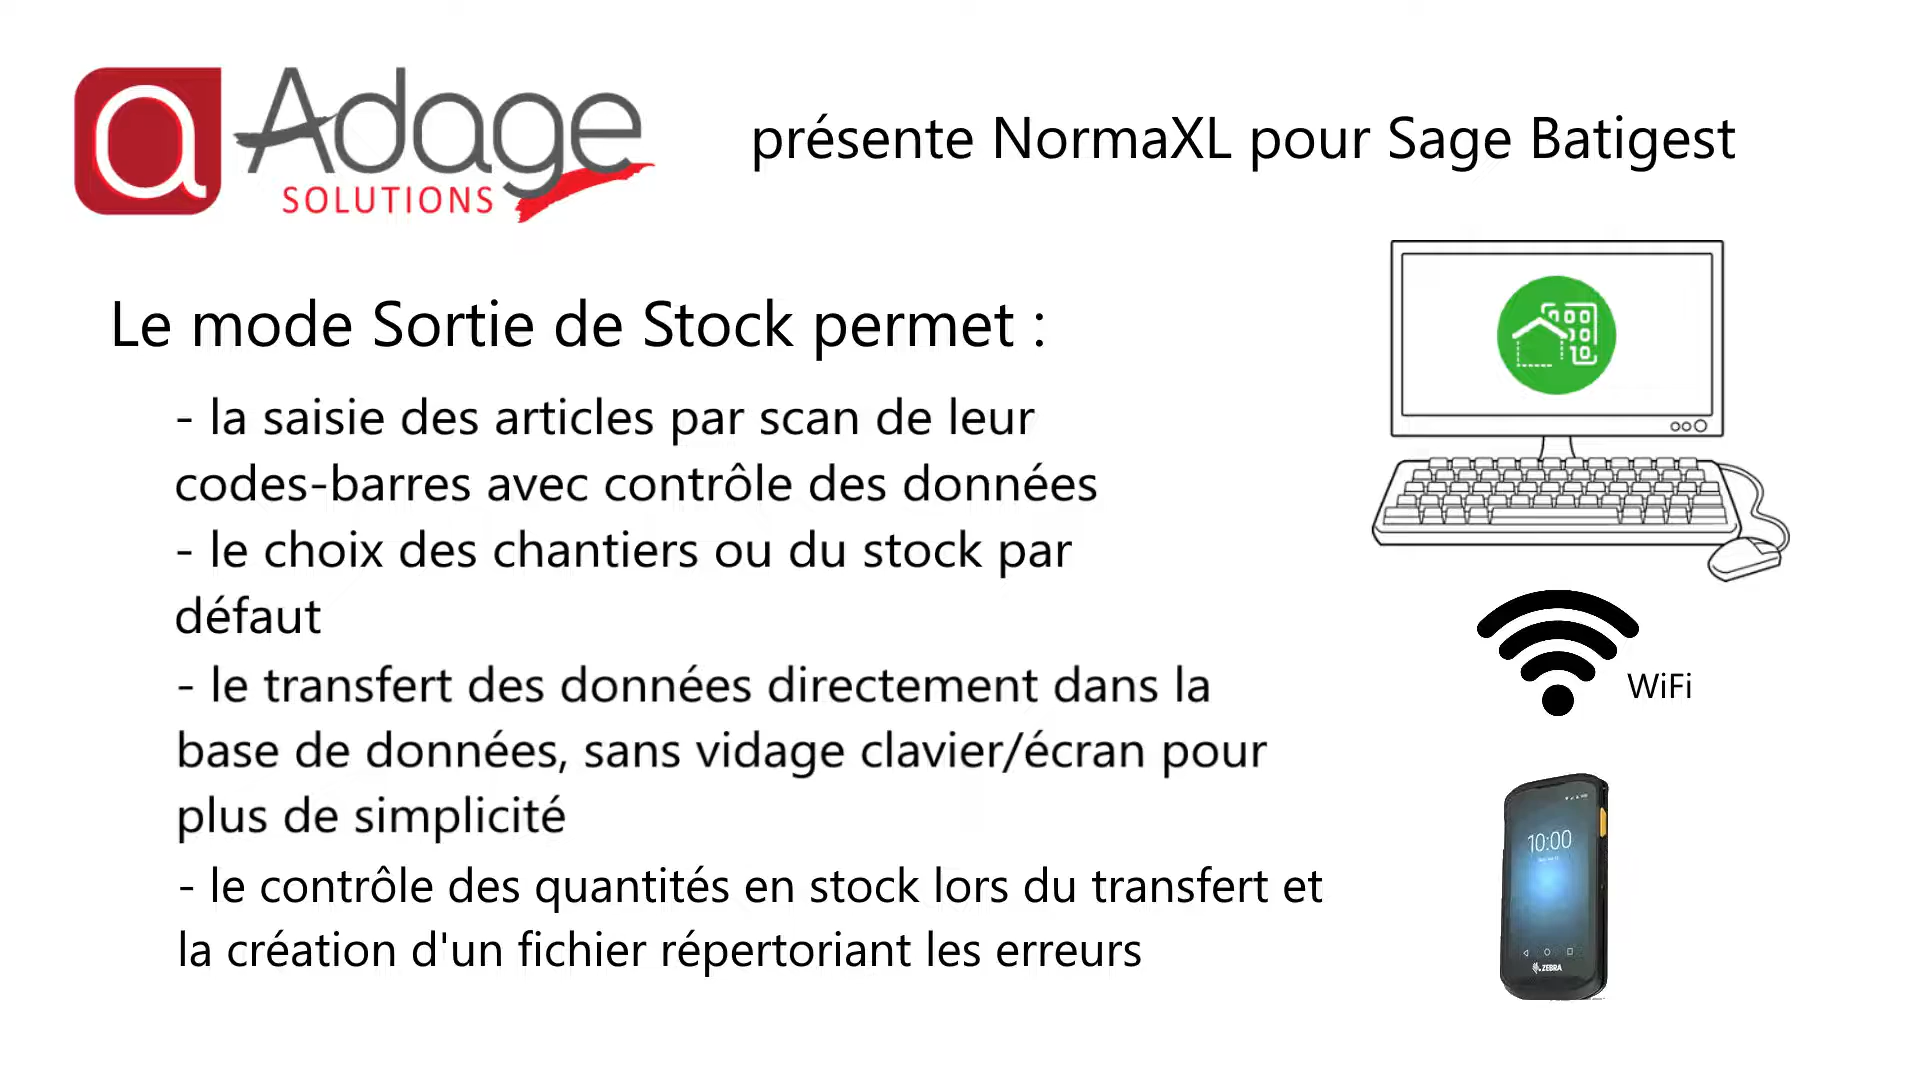 a Adage
SOLUTIONS
présente NormaXL pour Sage Batigest
Le mode Sortie de Stock permet :
- la saisie des articles par scan de leur
codes-barres avec contrôle des données
- le choix des chantiers ou du stock par
défaut
- le transfert des données directement dans la
base de données, sans vidage clavier/écran pour
plus de simplicité
- le contrôle des quantités en stock lors du transfert et
la création d'un fichier répertoriant les erreurs
WiFi
10:00
ZEBRA